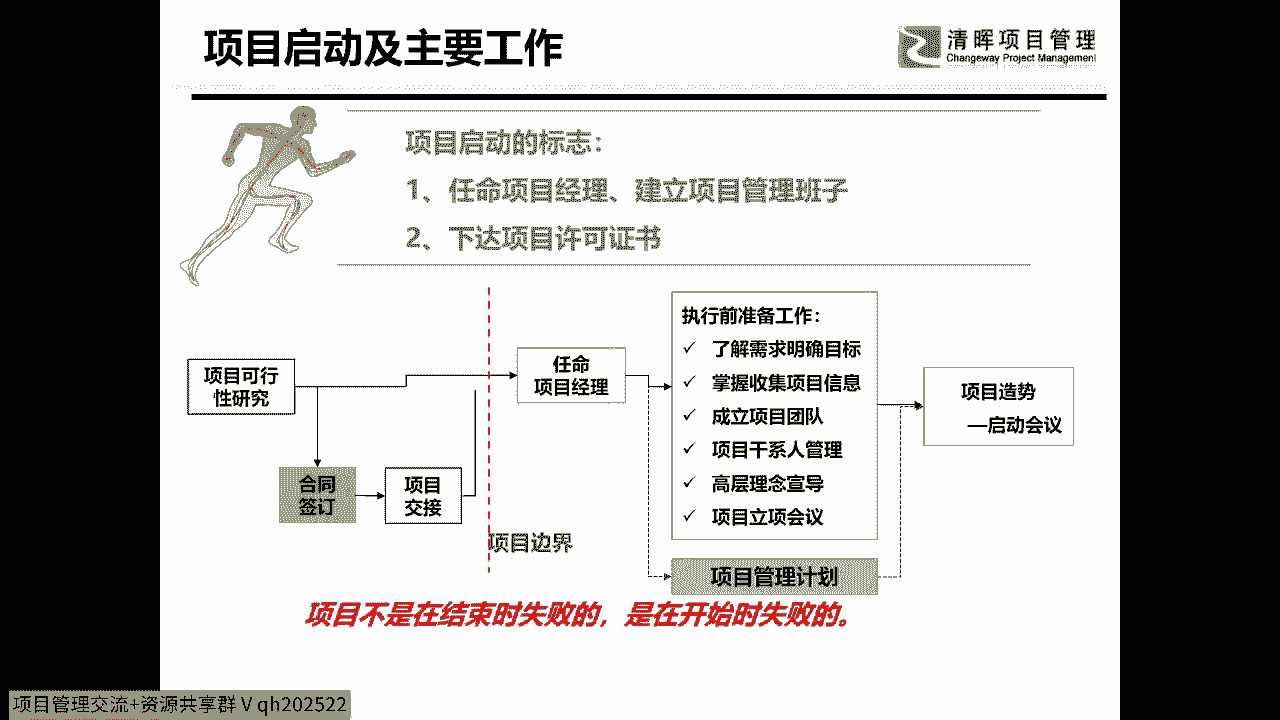 项目启动及主要工作
清晖项目管理
Changeway Project Management
项目启动的标志：
1、任命项目经理、建立项目管理班子
2、下达项目许可证书
项目可行
性研究
合同
签订
项目
交接
项目边界
任命
项目经理
执行前准备工作：
✓ 了解需求明确目标
✓ 掌握收集项目信息
✓ 成立项目团队
✓ 项目干系人管理
✓ 高层理念宣导
✓ 项目立项会议
项目管理计划
项目造势
—启动会议
项目不是在结束时失败的，是在开始时失败的。
项目管理交流+资源共享群 V qh202522